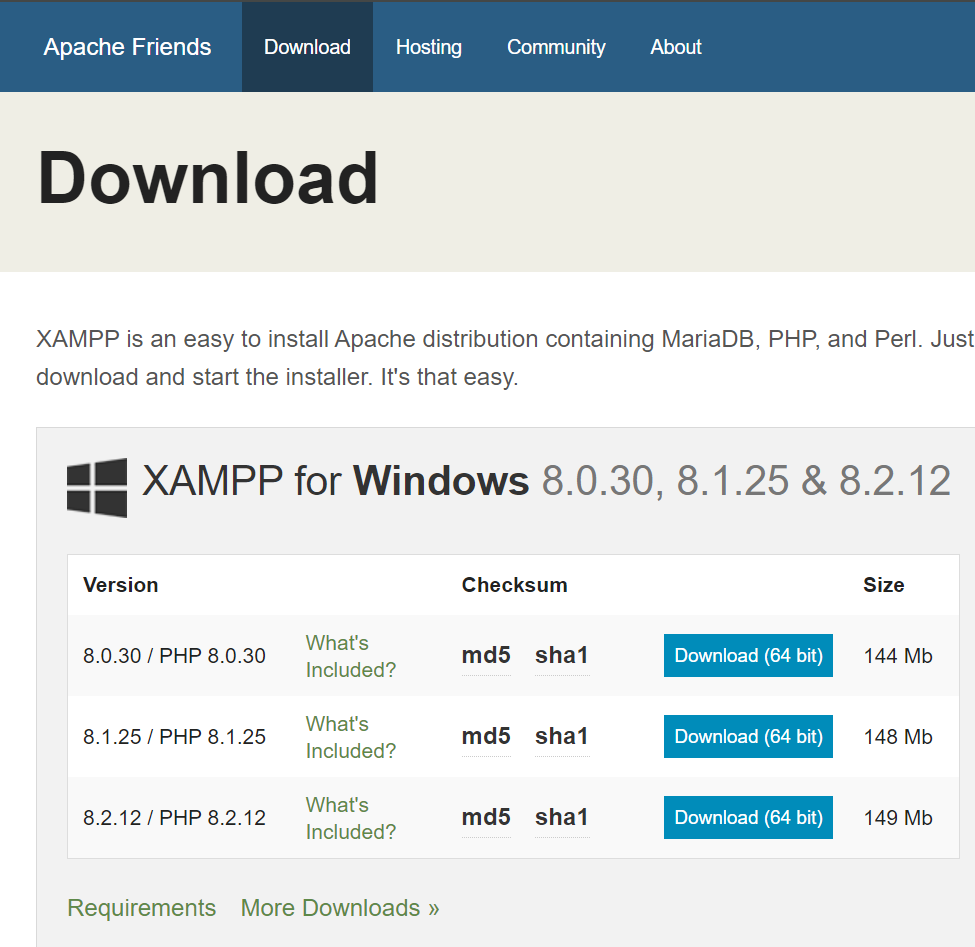 Apache Friends Download Hosting Community About
Download
XAMPP is an easy to install Apache distribution containing MariaDB, PHP, and Perl. Just
download and start the installer. It's that easy.
XAMPP for Windows 8.0.30, 8.1.25 & 8.2.12
Version Checksum Size
8.0.30 / PHP 8.0.30 What's Included? md5 sha1 Download (64 bit) 144 Mb
8.1.25 / PHP 8.1.25 What's Included? md5 sha1 Download (64 bit) 148 Mb
8.2.12 / PHP 8.2.12 What's Included? md5 sha1 Download (64 bit) 149 Mb
Requirements More Downloads »